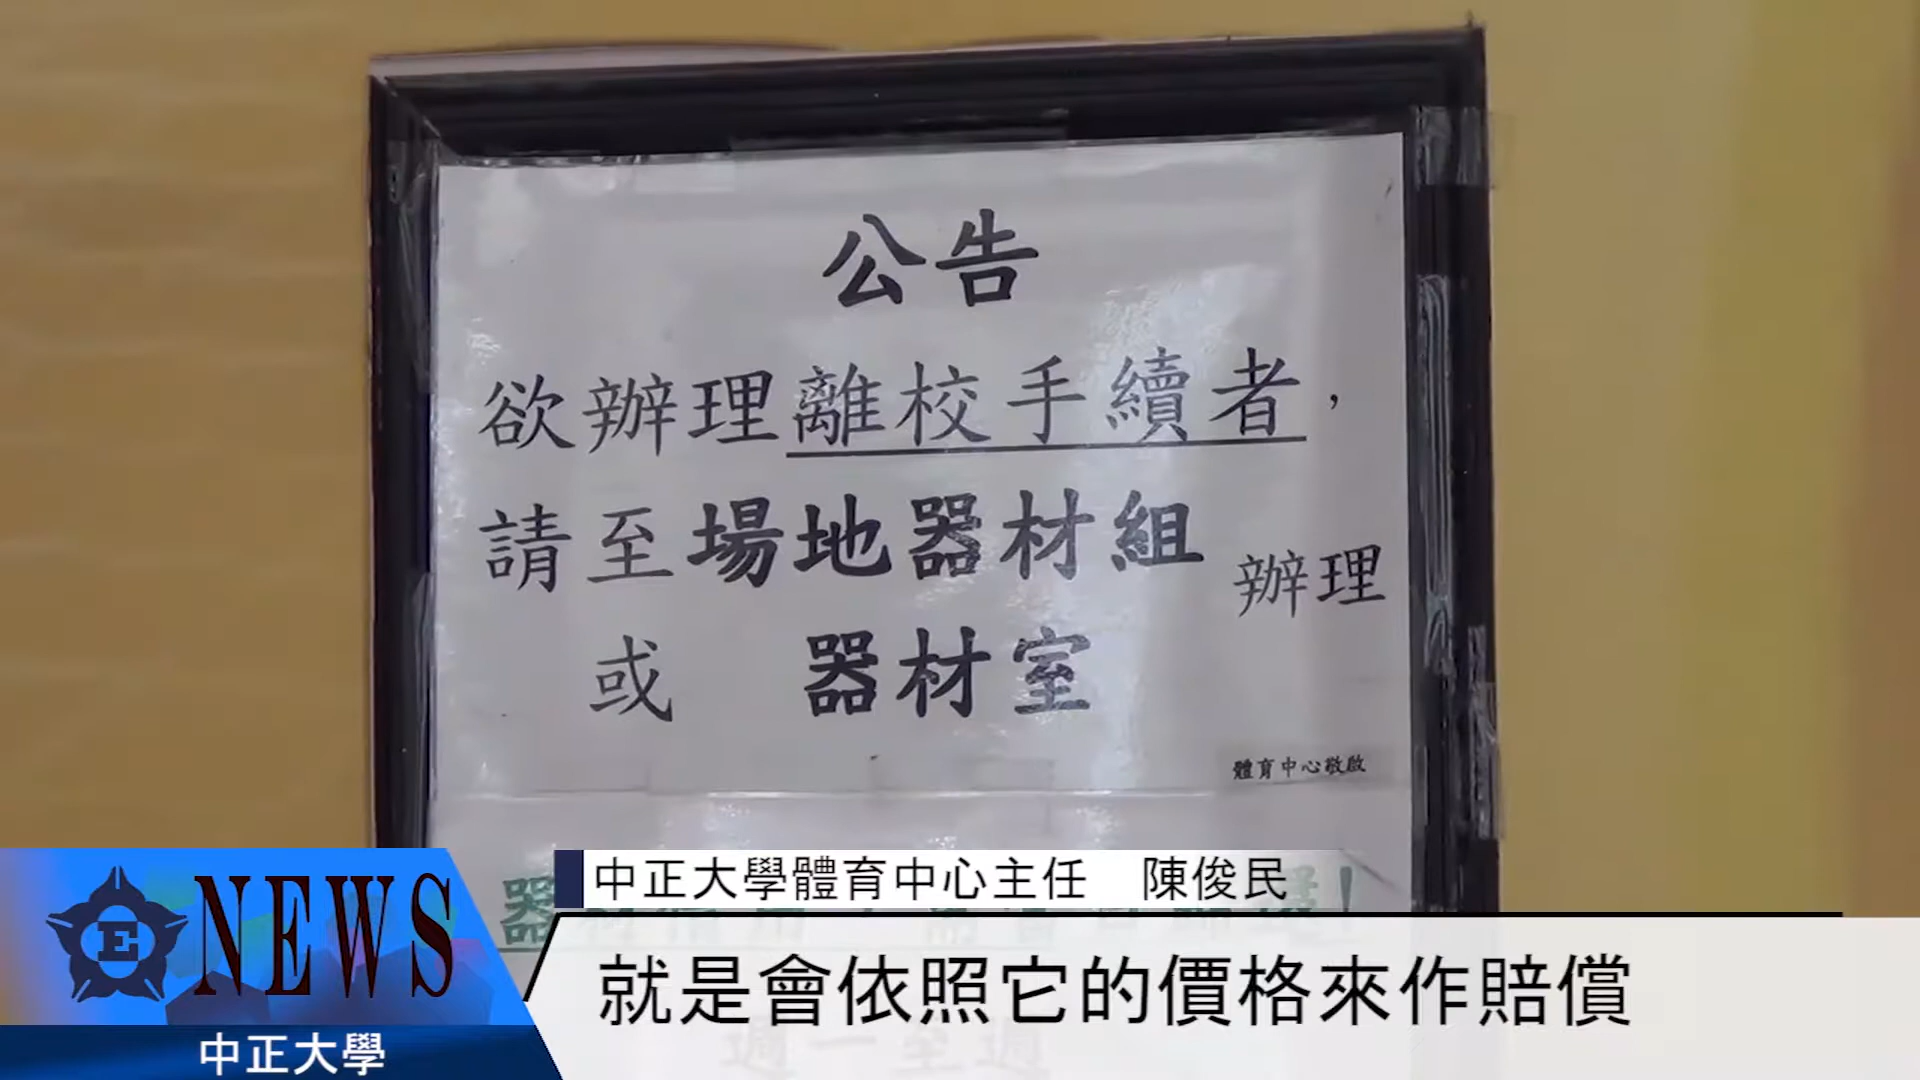 公告
欲辦理離校手續者，
請至場地器材組
辦理
或 器材室
體育中心敬啟
中正大學體育中心主任 陳俊民
就是會依照它的價格來作賠償
E NEWS
中正大學